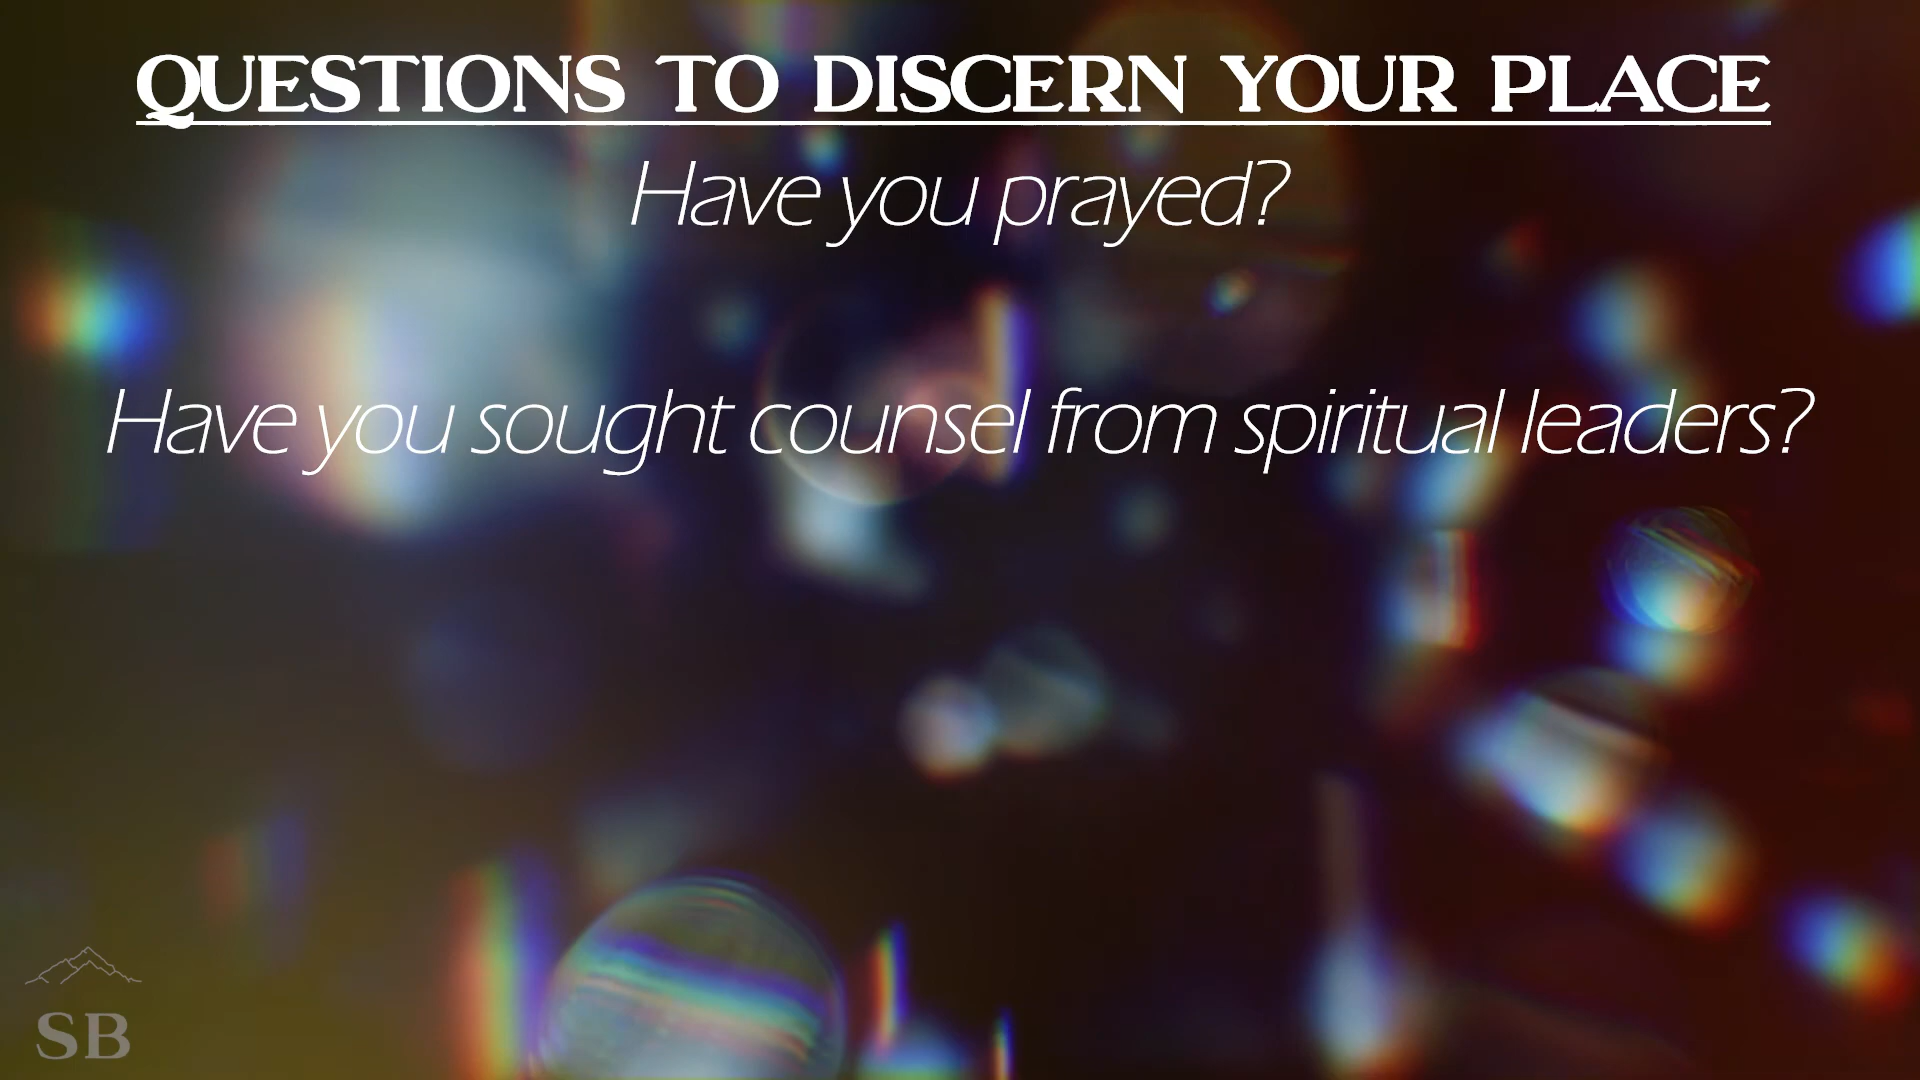 QUESTIONS TO DISCERN YOUR PLACE
Have you prayed?
Have you sought counsel from spiritual leaders?
SB